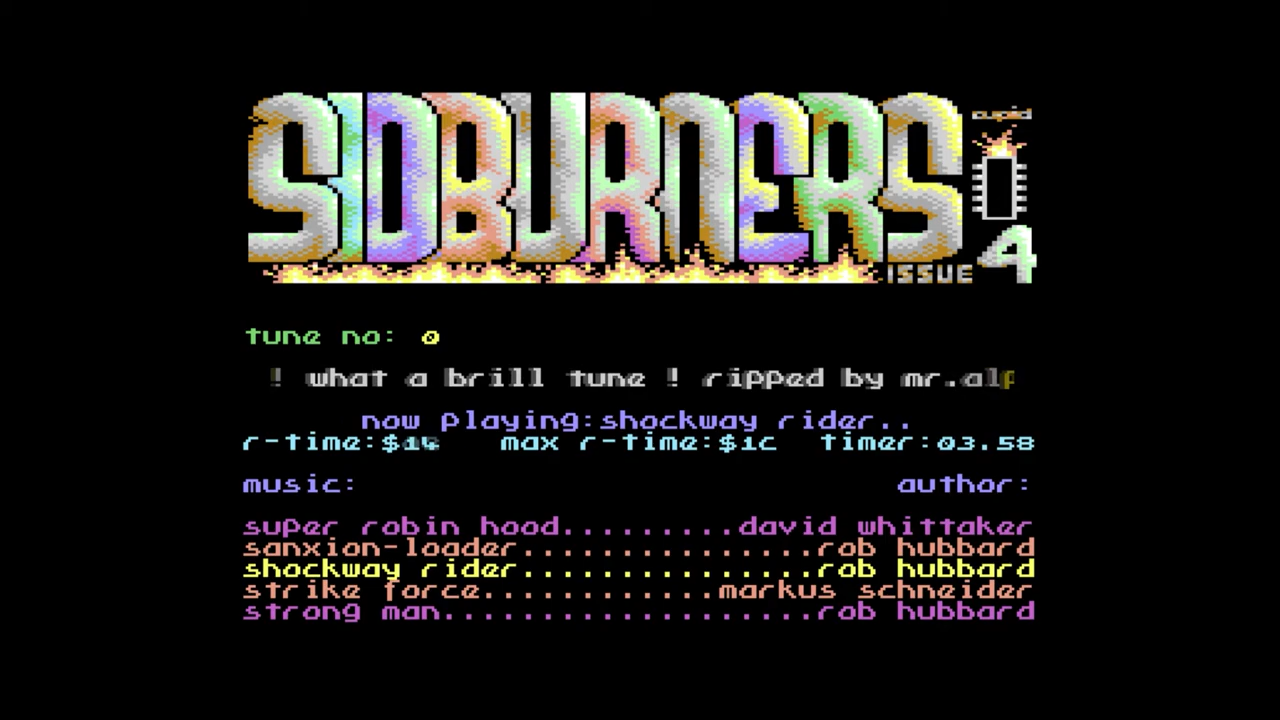 SIDBURNERS
cupid
ISSUE 4
tune no: 0
! what a brill tune ! ripped by mr.alp
now playing:shockway rider..
r-time:$14 max r-time:$1c timer:03.58
music: author:
super robin hood.........david whittaker
sanxion-loader...............rob hubbard
shockway rider...............rob hubbard
strike force............markus schneider
strong man...................rob hubbard